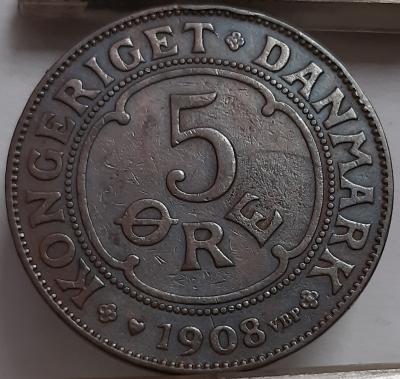 KONGERIGET DANMARK
5
ØRE
1908 VBP